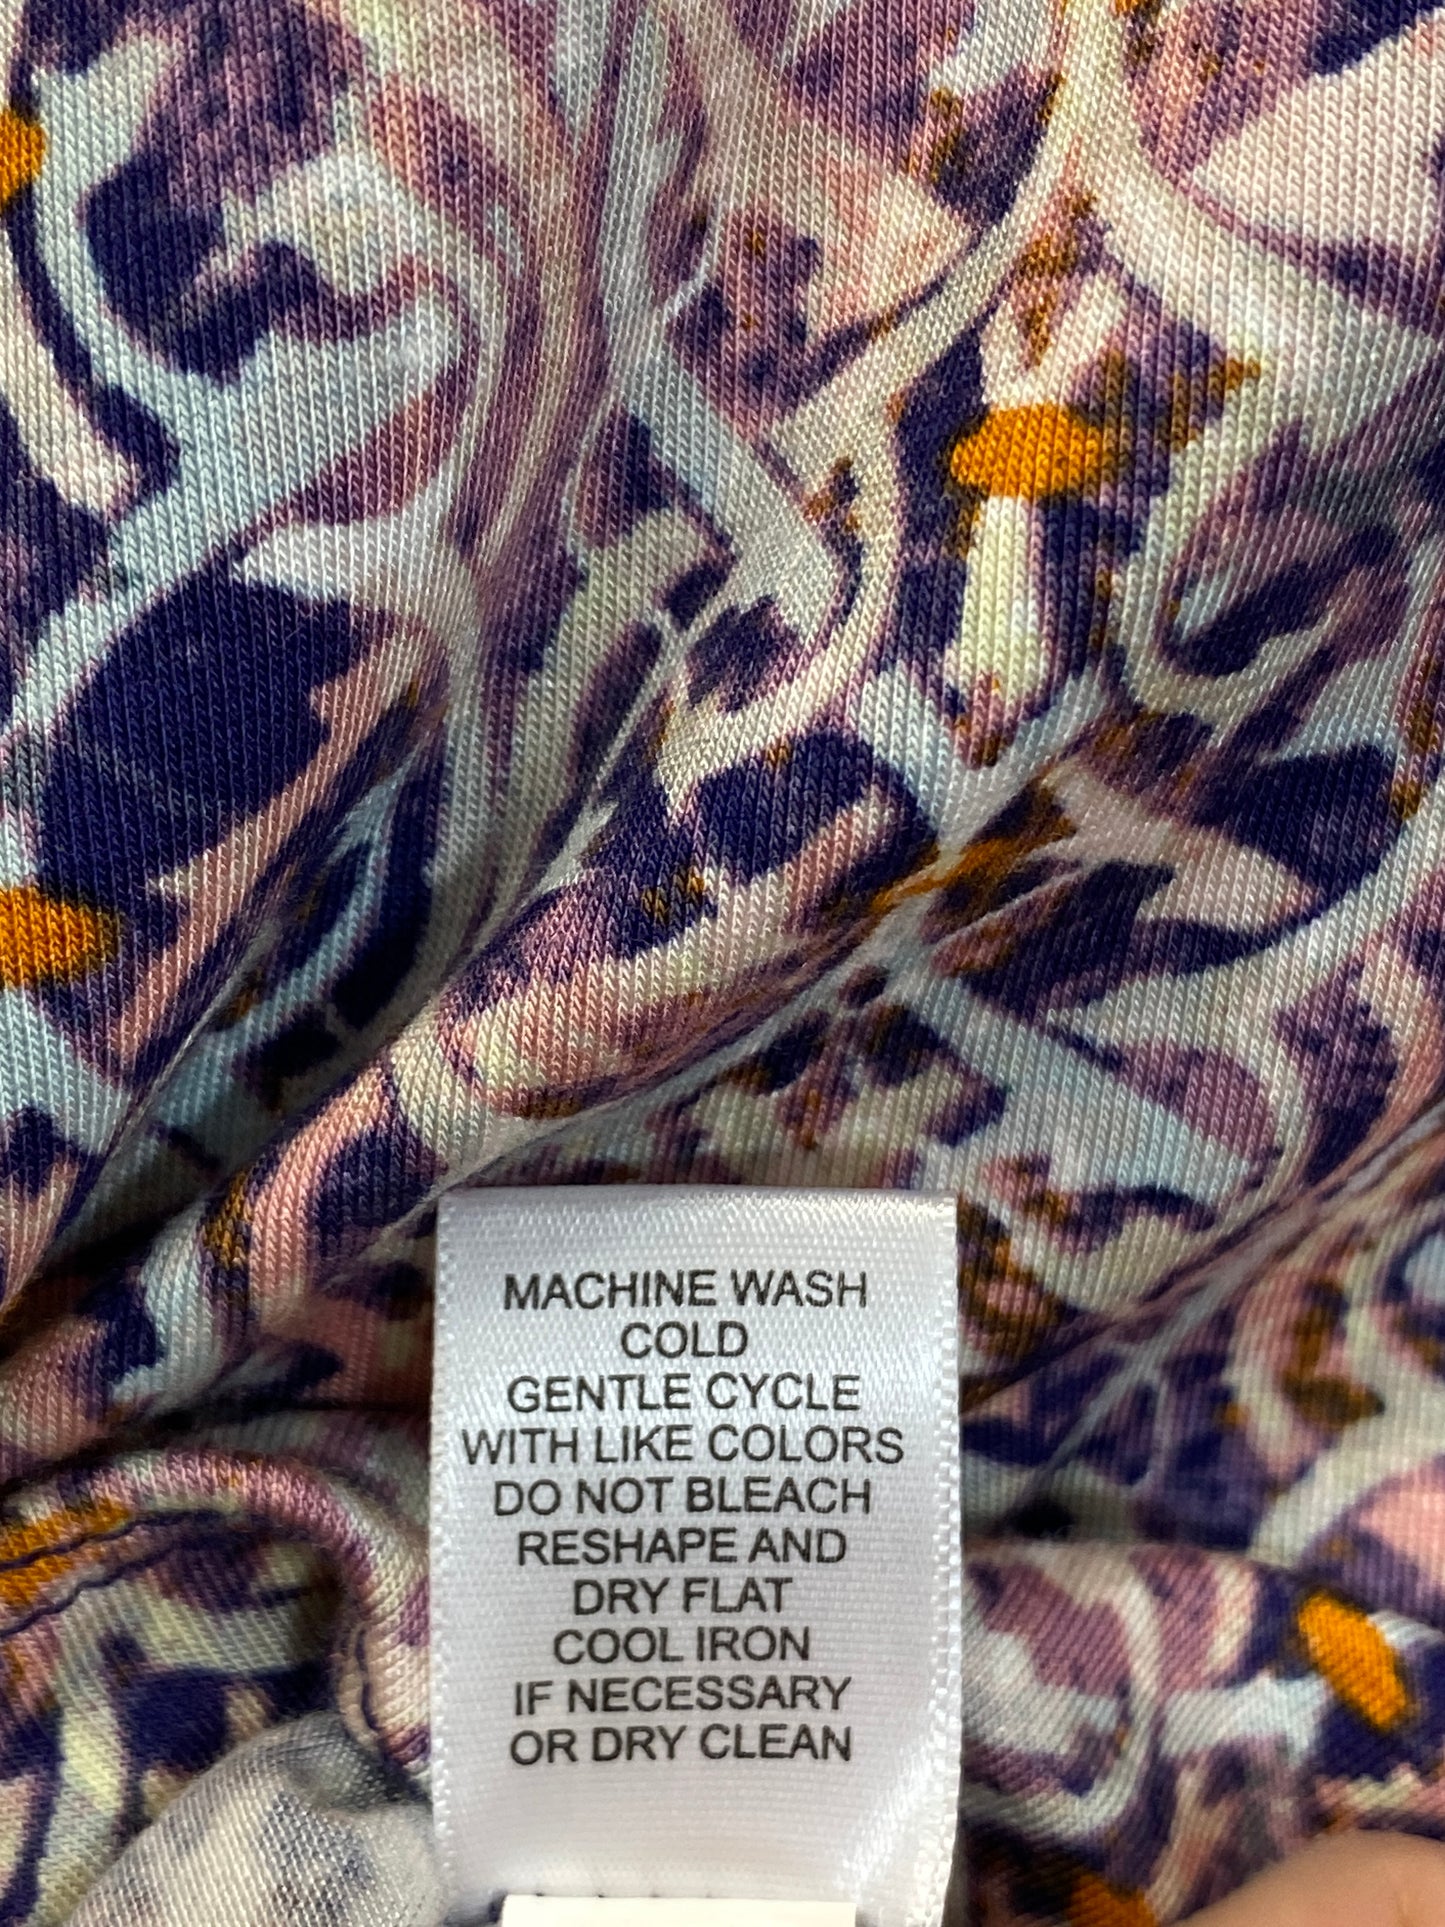 MACHINE WASH
COLD
GENTLE CYCLE
WITH LIKE COLORS
DO NOT BLEACH
RESHAPE AND
DRY FLAT
COOL IRON
IF NECESSARY
OR DRY CLEAN